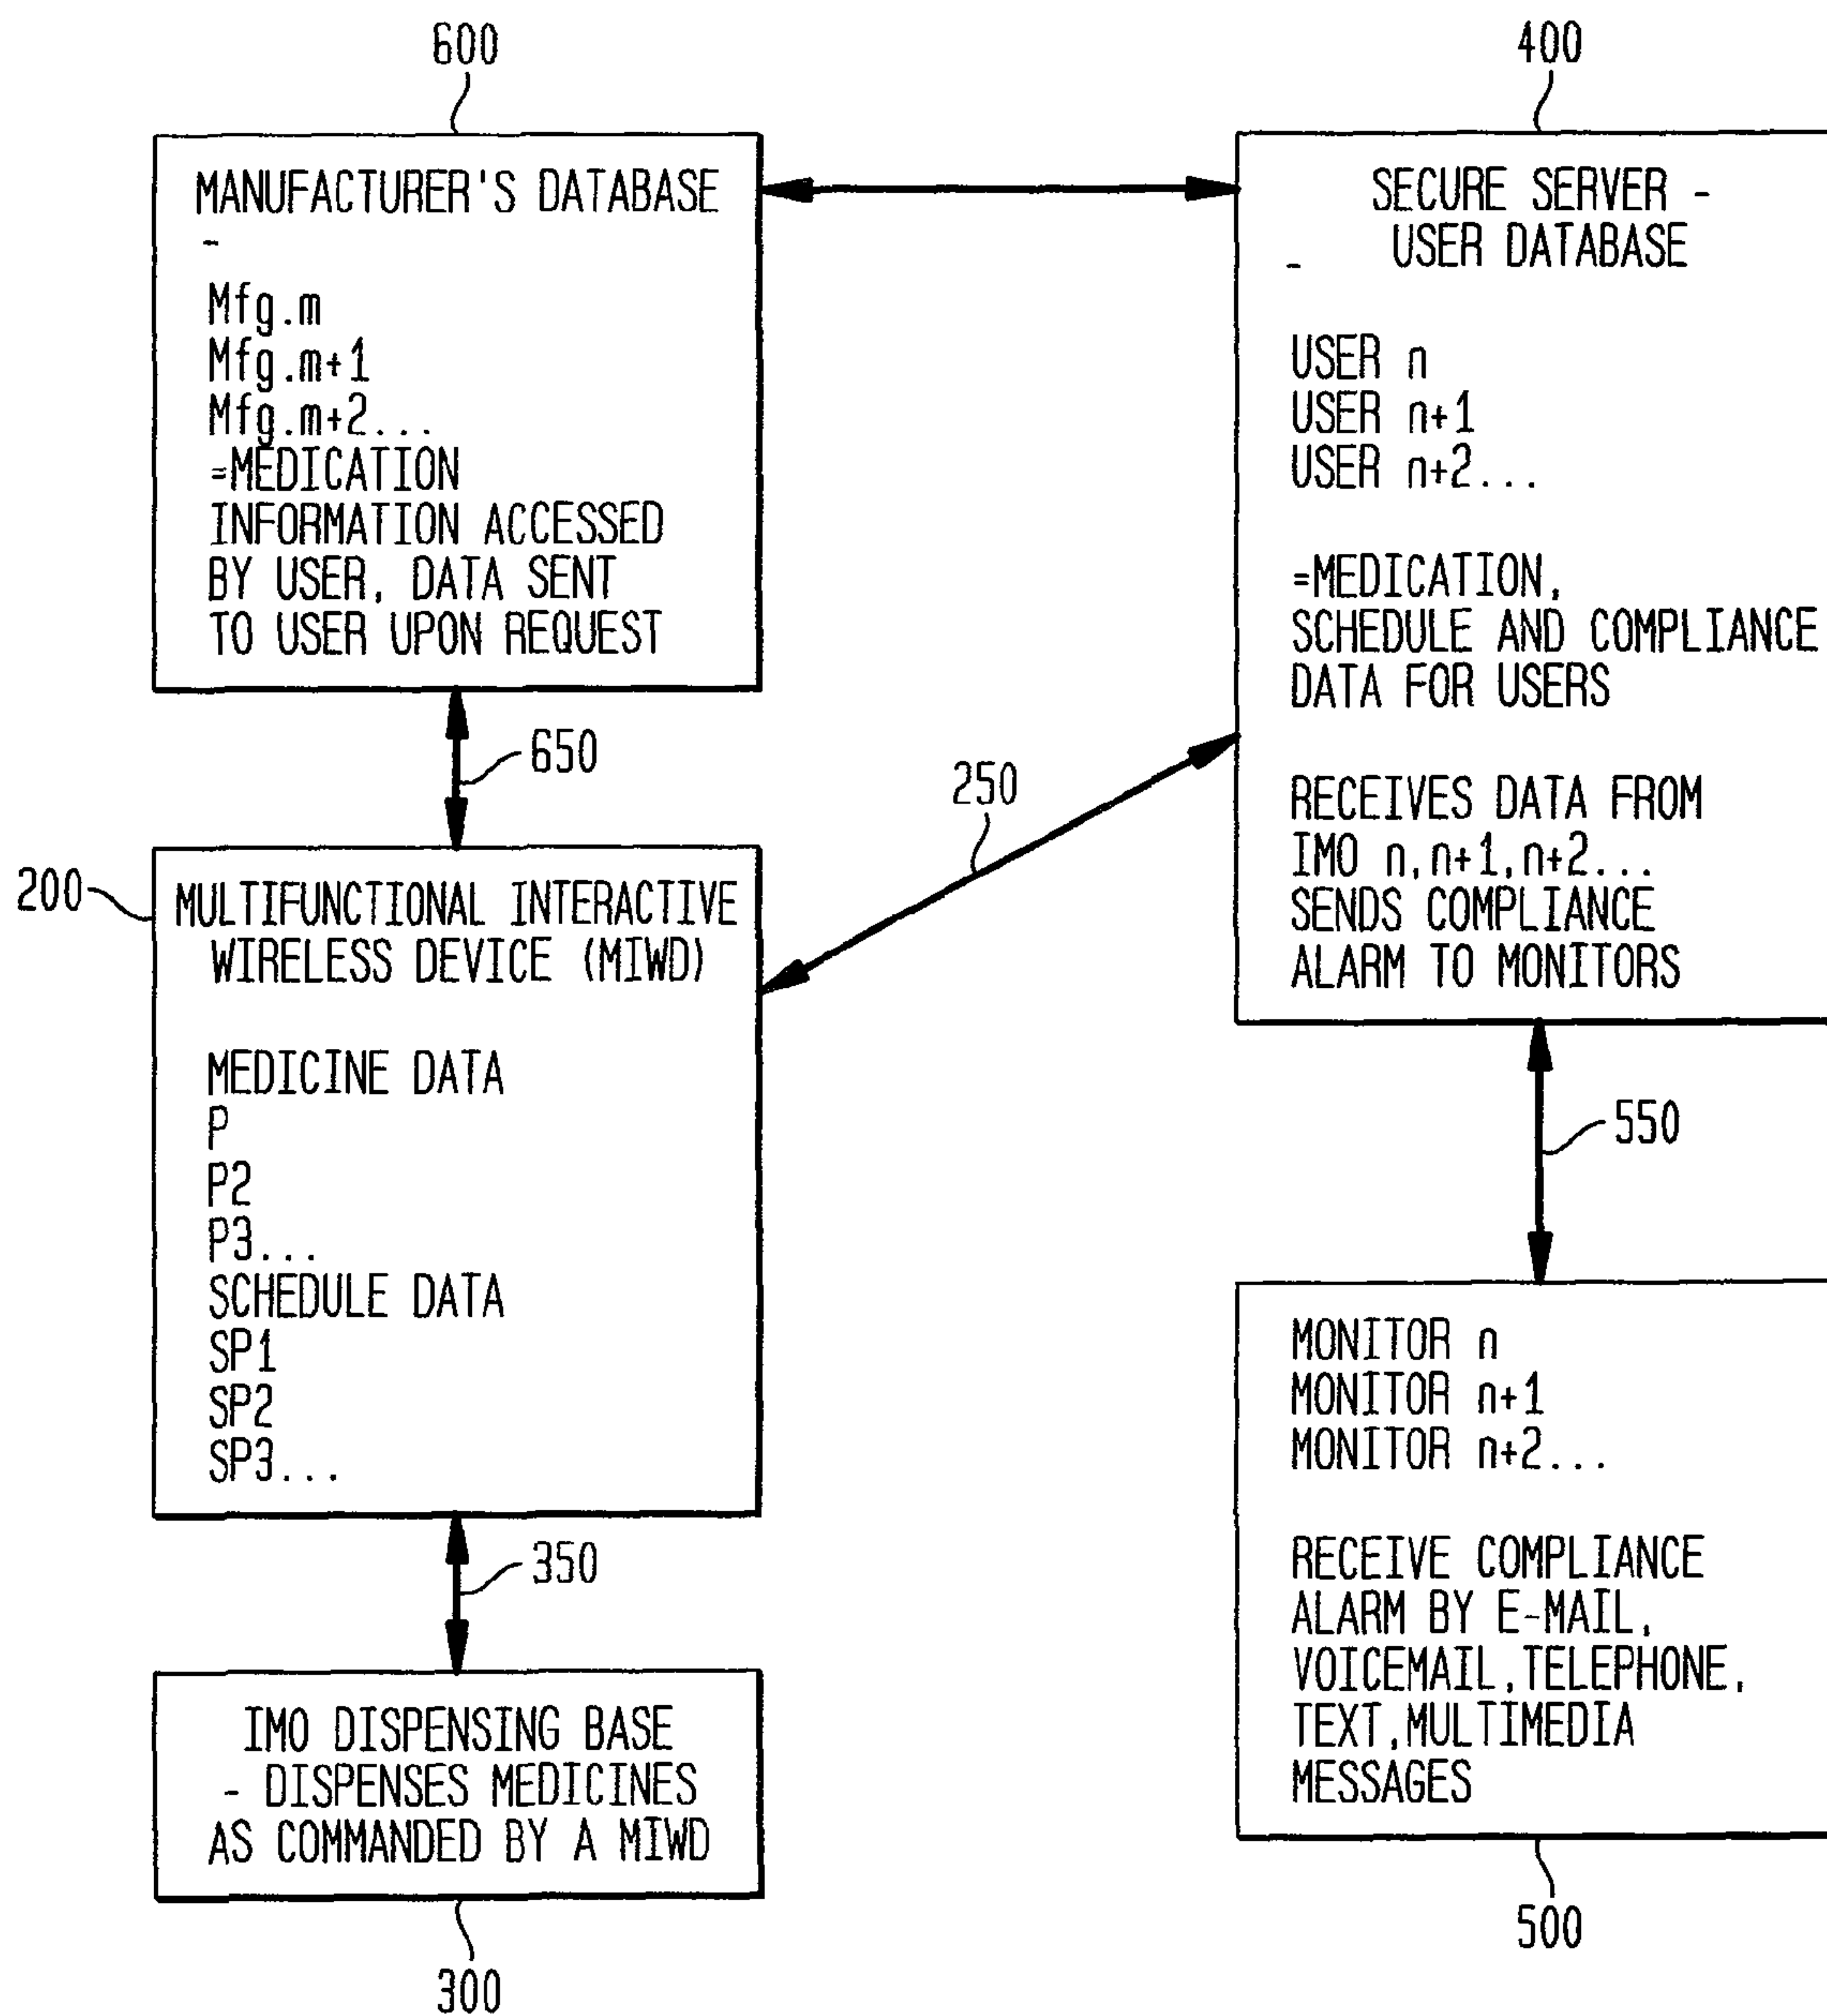 600
MANUFACTURER'S DATABASE
-
Mfg.m
Mfg.m+1
Mfg.m+2...
=MEDICATION
INFORMATION ACCESSED
BY USER, DATA SENT
TO USER UPON REQUEST
400
SECURE SERVER -
- USER DATABASE
USER n
USER n+1
USER n+2...
=MEDICATION,
SCHEDULE AND COMPLIANCE
DATA FOR USERS
RECEIVES DATA FROM
IMO n,n+1,n+2...
SENDS COMPLIANCE
ALARM TO MONITORS
650
250
200
MULTIFUNCTIONAL INTERACTIVE
WIRELESS DEVICE (MIWD)
MEDICINE DATA
P
P2
P3...
SCHEDULE DATA
SP1
SP2
SP3...
550
MONITOR n
MONITOR n+1
MONITOR n+2...
RECEIVE COMPLIANCE
ALARM BY E-MAIL,
VOICEMAIL,TELEPHONE,
TEXT,MULTIMEDIA
MESSAGES
500
350
IMO DISPENSING BASE
- DISPENSES MEDICINES
AS COMMANDED BY A MIWD
300